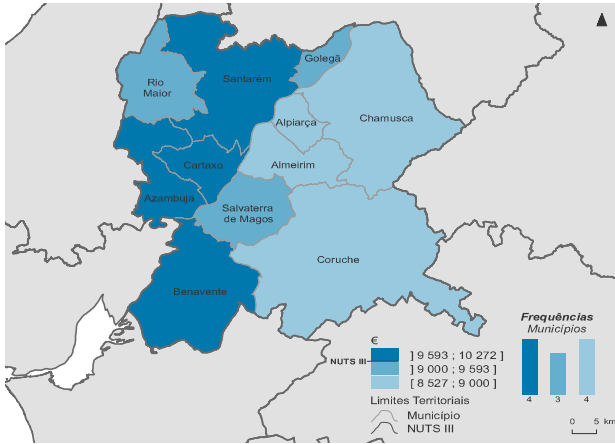 Golegã
Rio
Maior
Santarém
Chamusca
Alpiarça
Cartaxo
Almeirim
Azambuja
Salvaterra
de Magos
Coruche
Benavente
€
NUTS III
] 9 593 ; 10 272 ]
] 9 000 ; 9 593 ]
[ 8 527 ; 9 000 ]
Limites Territoriais
Município
NUTS III
Frequências
Municípios
4 3 4
0 5 km